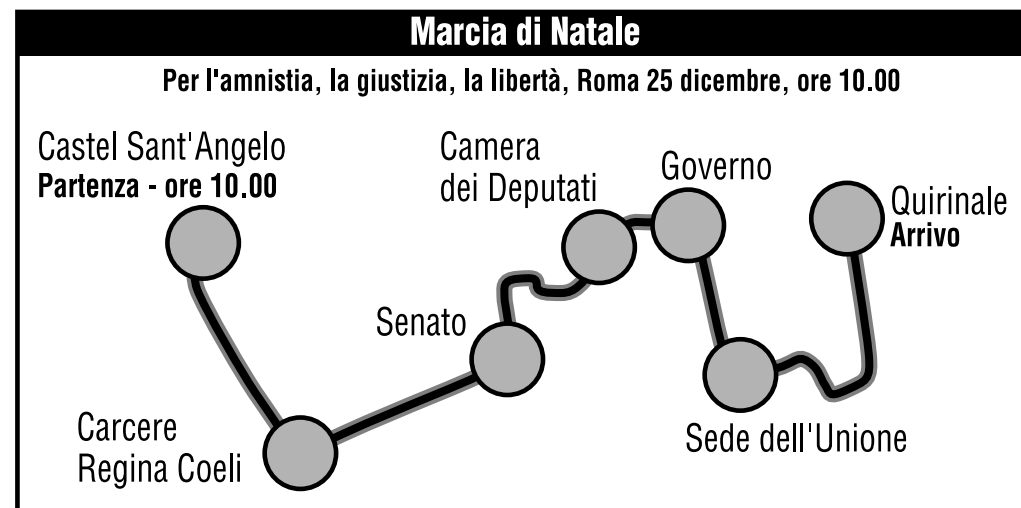 Marcia di Natale
Per l'amnistia, la giustizia, la libertà, Roma 25 dicembre, ore 10.00
Castel Sant'Angelo
Partenza - ore 10.00
Camera
dei Deputati
Governo
Quirinale
Arrivo
Senato
Carcere
Regina Coeli
Sede dell'Unione